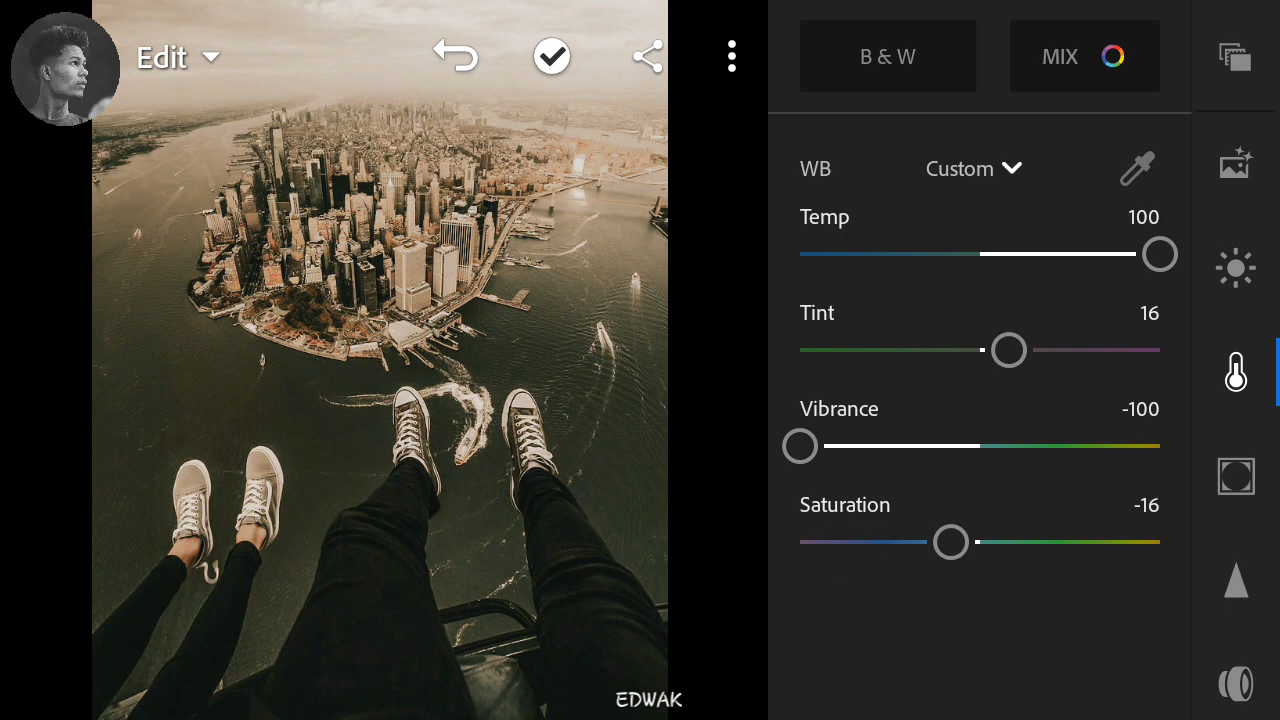 Edit
B & W
MIX
WB
Custom
Temp
100
Tint
16
Vibrance
-100
Saturation
-16
EDWAK